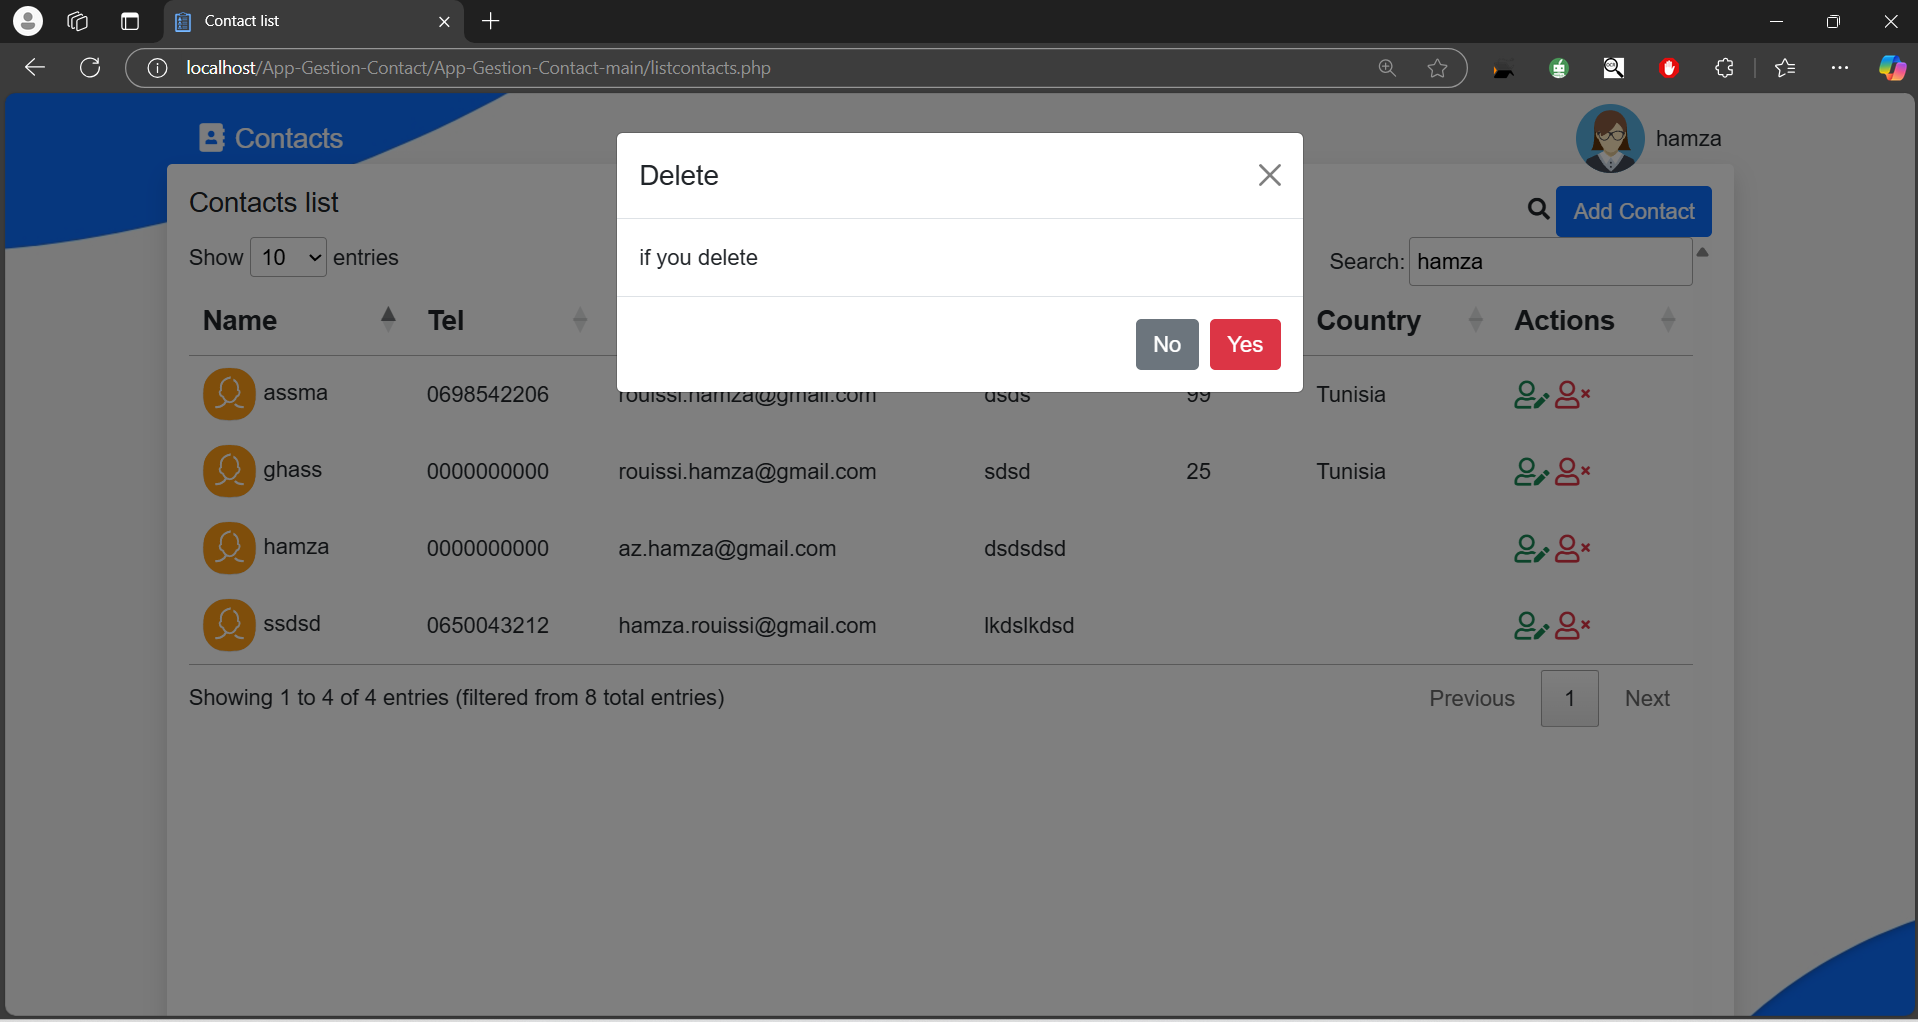 Contact list
localhost/App-Gestion-Contact/App-Gestion-Contact-main/listcontacts.php
Contacts
hamza
Delete
if you delete
No Yes
Contacts list
Add Contact
Show 10 entries
Search: hamza
Name Tel Country Actions
assma 0698542206 rouissi.hamza@gmail.com dsds 99 Tunisia
ghass 0000000000 rouissi.hamza@gmail.com sdsd 25 Tunisia
hamza 0000000000 az.hamza@gmail.com dsdsdsd
ssdsd 0650043212 hamza.rouissi@gmail.com
Showing 1 to 4 of 4 entries (filtered from 8 total entries)
Previous 1 Next